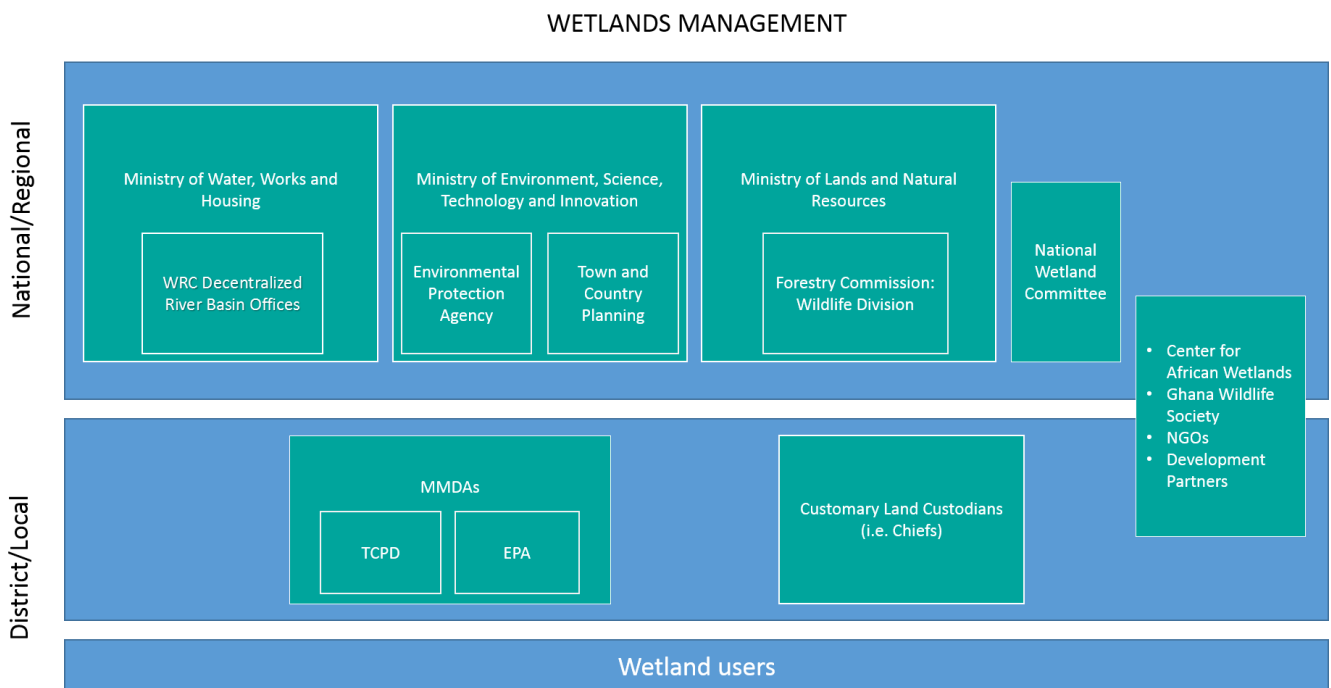 WETLANDS MANAGEMENT
National/Regional
Ministry of Water, Works and
Housing
WRC Decentralized
River Basin Offices
Ministry of Environment, Science,
Technology and Innovation
Environmental
Protection
Agency
Town and
Country
Planning
Ministry of Lands and Natural
Resources
Forestry Commission:
Wildlife Division
National
Wetland
Committee
• Center for
African Wetlands
• Ghana Wildlife
Society
• NGOs
• Development
Partners
District/Local
MMDAs
TCPD
EPA
Customary Land Custodians
(i.e. Chiefs)
Wetland users